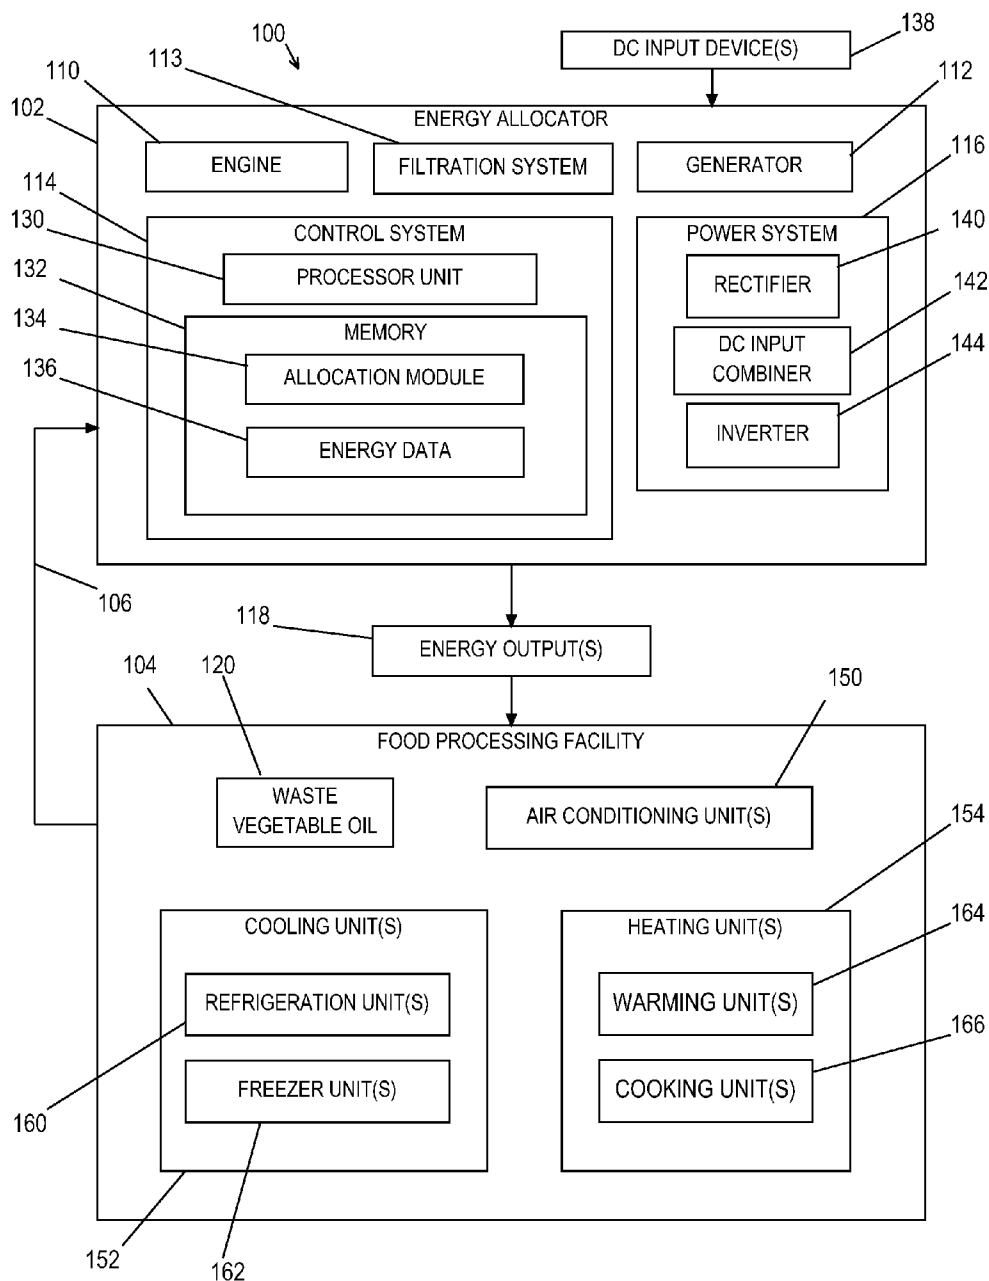 138
100
DC INPUT DEVICE(S)
113
110
112
102
ENERGY ALLOCATOR
116
ENGINE
FILTRATION SYSTEM
GENERATOR
114
130
CONTROL SYSTEM
POWER SYSTEM
140
132
PROCESSOR UNIT
RECTIFIER
142
134
MEMORY
DC INPUT
COMBINER
144
136
ALLOCATION MODULE
INVERTER
ENERGY DATA
106
118
ENERGY OUTPUT(S)
104
120
150
FOOD PROCESSING FACILITY
WASTE
VEGETABLE OIL
AIR CONDITIONING UNIT(S)
154
COOLING UNIT(S)
HEATING UNIT(S)
164
REFRIGERATION UNIT(S)
WARMING UNIT(S)
166
FREEZER UNIT(S)
COOKING UNIT(S)
160
152
162